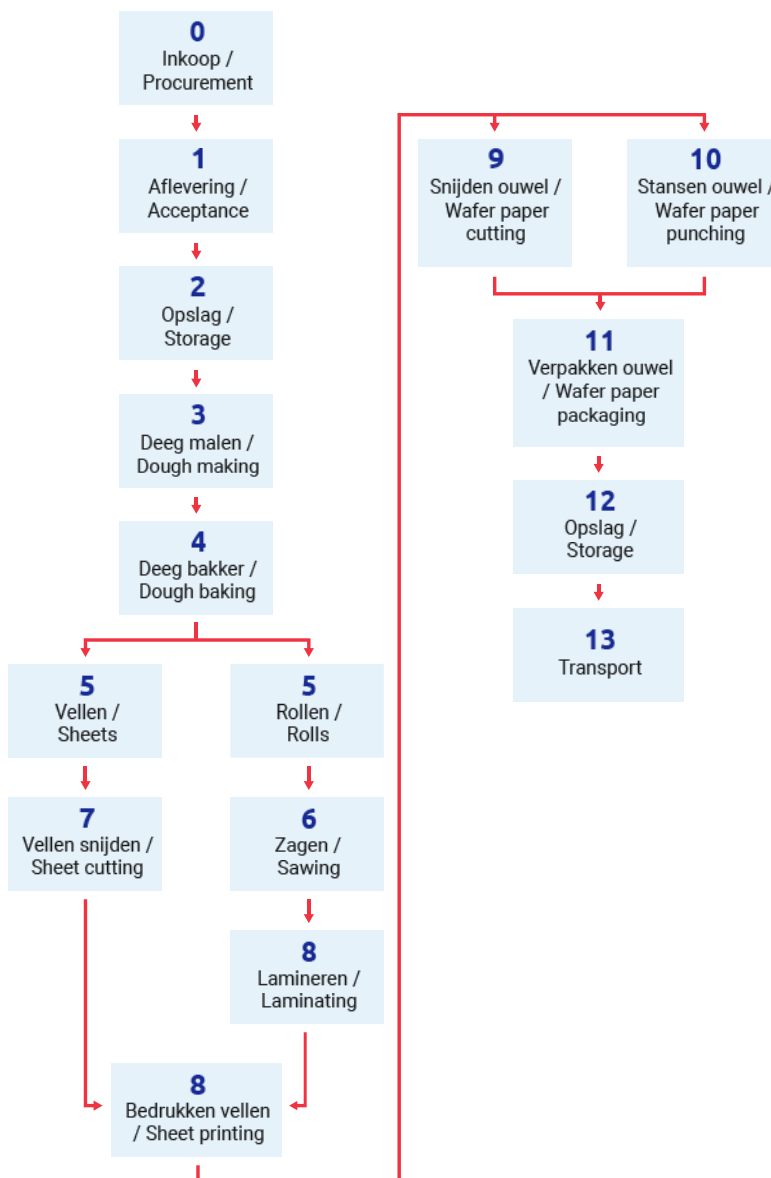 0
Inkoop /
Procurement
1
Aflevering /
Acceptance
2
Opslag /
Storage
3
Deeg malen /
Dough making
4
Deeg bakker /
Dough baking
5
Vellen /
Sheets
5
Rollen /
Rolls
7
Vellen snijden /
Sheet cutting
6
Zagen /
Sawing
8
Lamineren /
Laminating
8
Bedrukken vellen
/ Sheet printing
9
Snijden ouwel /
Wafer paper
cutting
10
Stansen ouwel /
Wafer paper
punching
11
Verpakken ouwel
/ Wafer paper
packaging
12
Opslag /
Storage
13
Transport